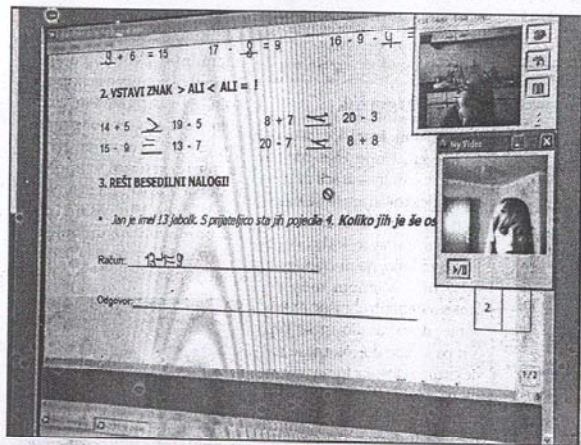 9 + 6 = 15 17 - 8 = 9 16 - 9 - 4 =
2. VSTAVI ZNAK > ALI < ALI = !
14 + 5 > 19 - 5 8 + 7 < 20 - 3
15 - 9 = 13 - 7 20 - 7 < 8 + 8
3. REŠI BESEDILNI NALOGI!
• Jan je imel 13 jabolk. S prijateljico sta jih pojedla 4. Koliko jih je še os
Račun: 13-4=9
Odgovor:
My Video
2.
1/2